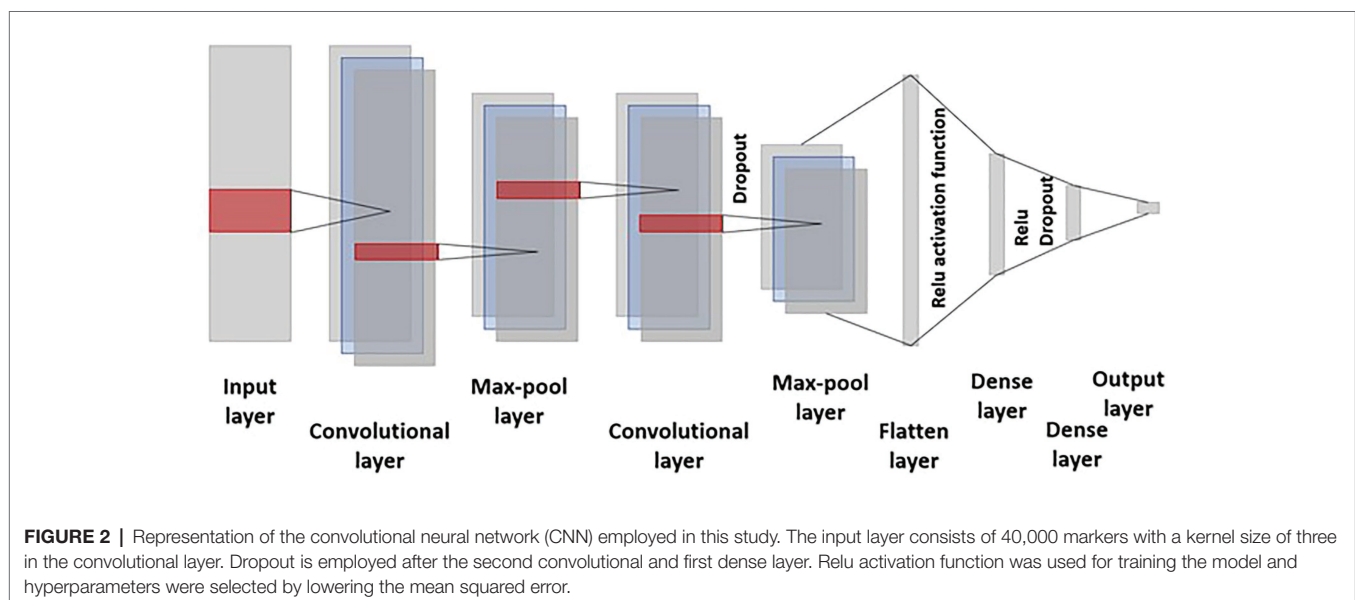 Dropout
Relu activation function
Relu
Dropout
Input
layer
Convolutional
layer
Max-pool
layer
Convolutional
layer
Max-pool
layer
Flatten
layer
Dense
layer
Dense
layer
Output
layer
FIGURE 2 | Representation of the convolutional neural network (CNN) employed in this study. The input layer consists of 40,000 markers with a kernel size of three
in the convolutional layer. Dropout is employed after the second convolutional and first dense layer. Relu activation function was used for training the model and
hyperparameters were selected by lowering the mean squared error.